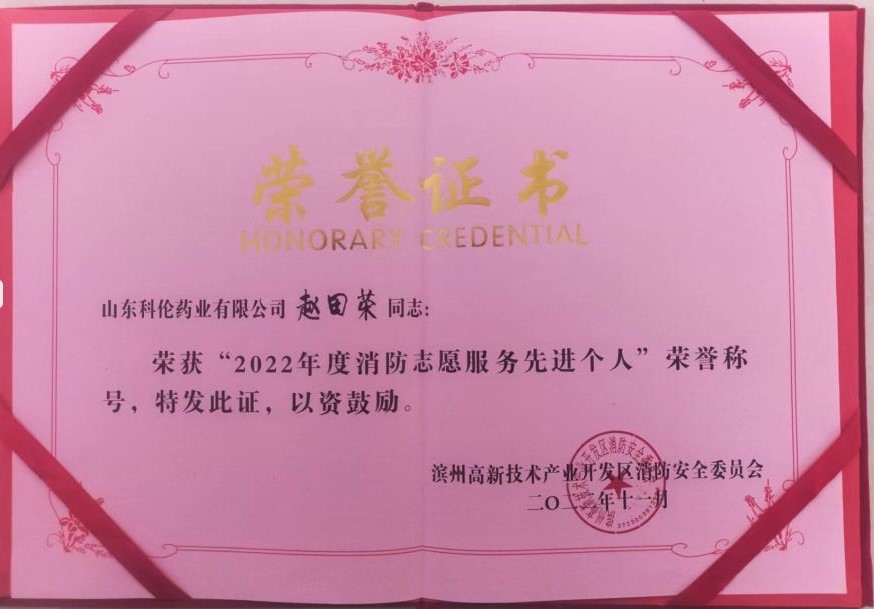 荣誉证书
HONORARY CREDENTIAL
山东科伦药业有限公司 赵田荣 同志：
荣获“2022年度消防志愿服务先进个人”荣誉称
号，特发此证，以资鼓励。
滨州高新技术产业开发区消防安全委员会
二〇二二年十一月